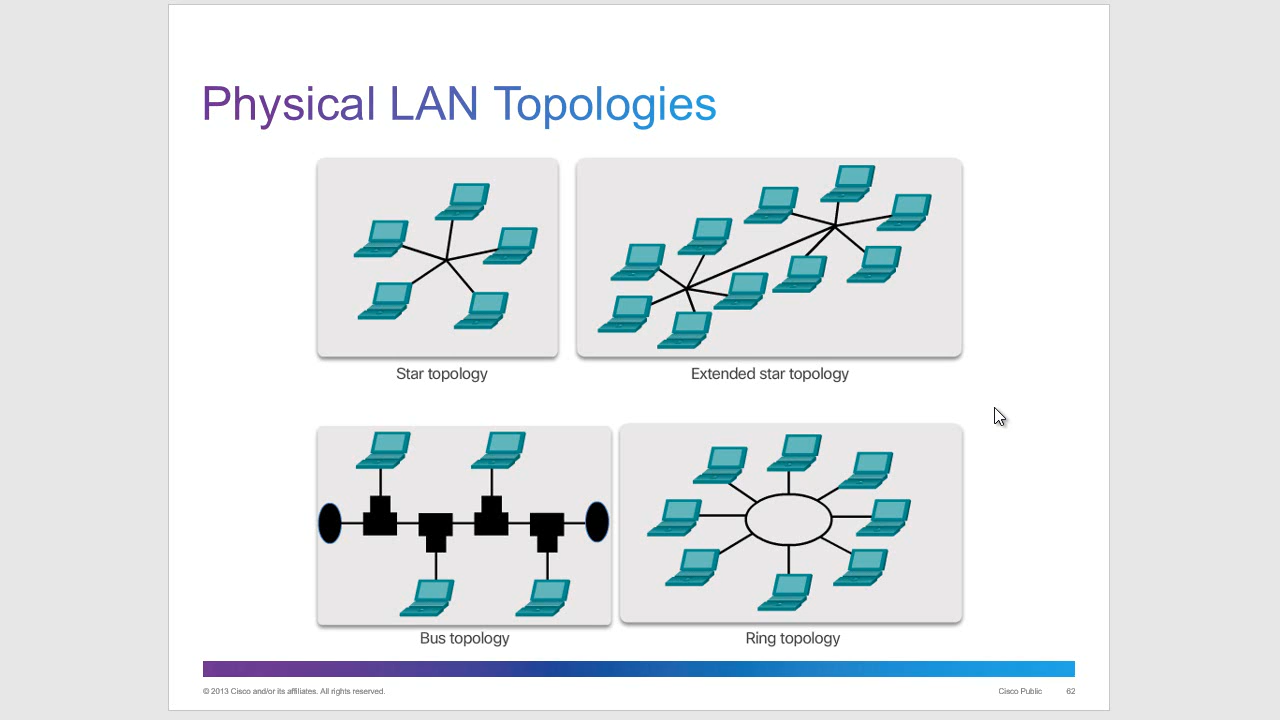 Physical LAN Topologies
Star topology
Extended star topology
Bus topology
Ring topology
© 2013 Cisco and/or its affiliates. All rights reserved.
Cisco Public
62